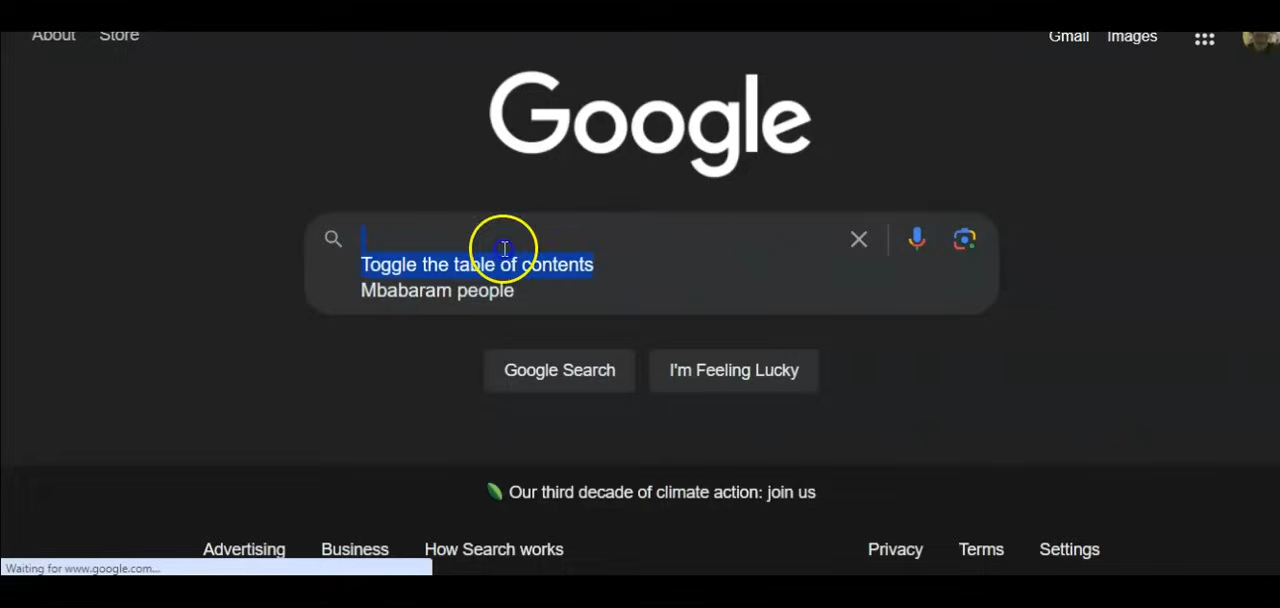 About Store Gmail Images
Google
Toggle the table of contents
Mbabaram people
Google Search I'm Feeling Lucky
Our third decade of climate action: join us
Advertising Business How Search works Privacy Terms Settings
Waiting for www.google.com...